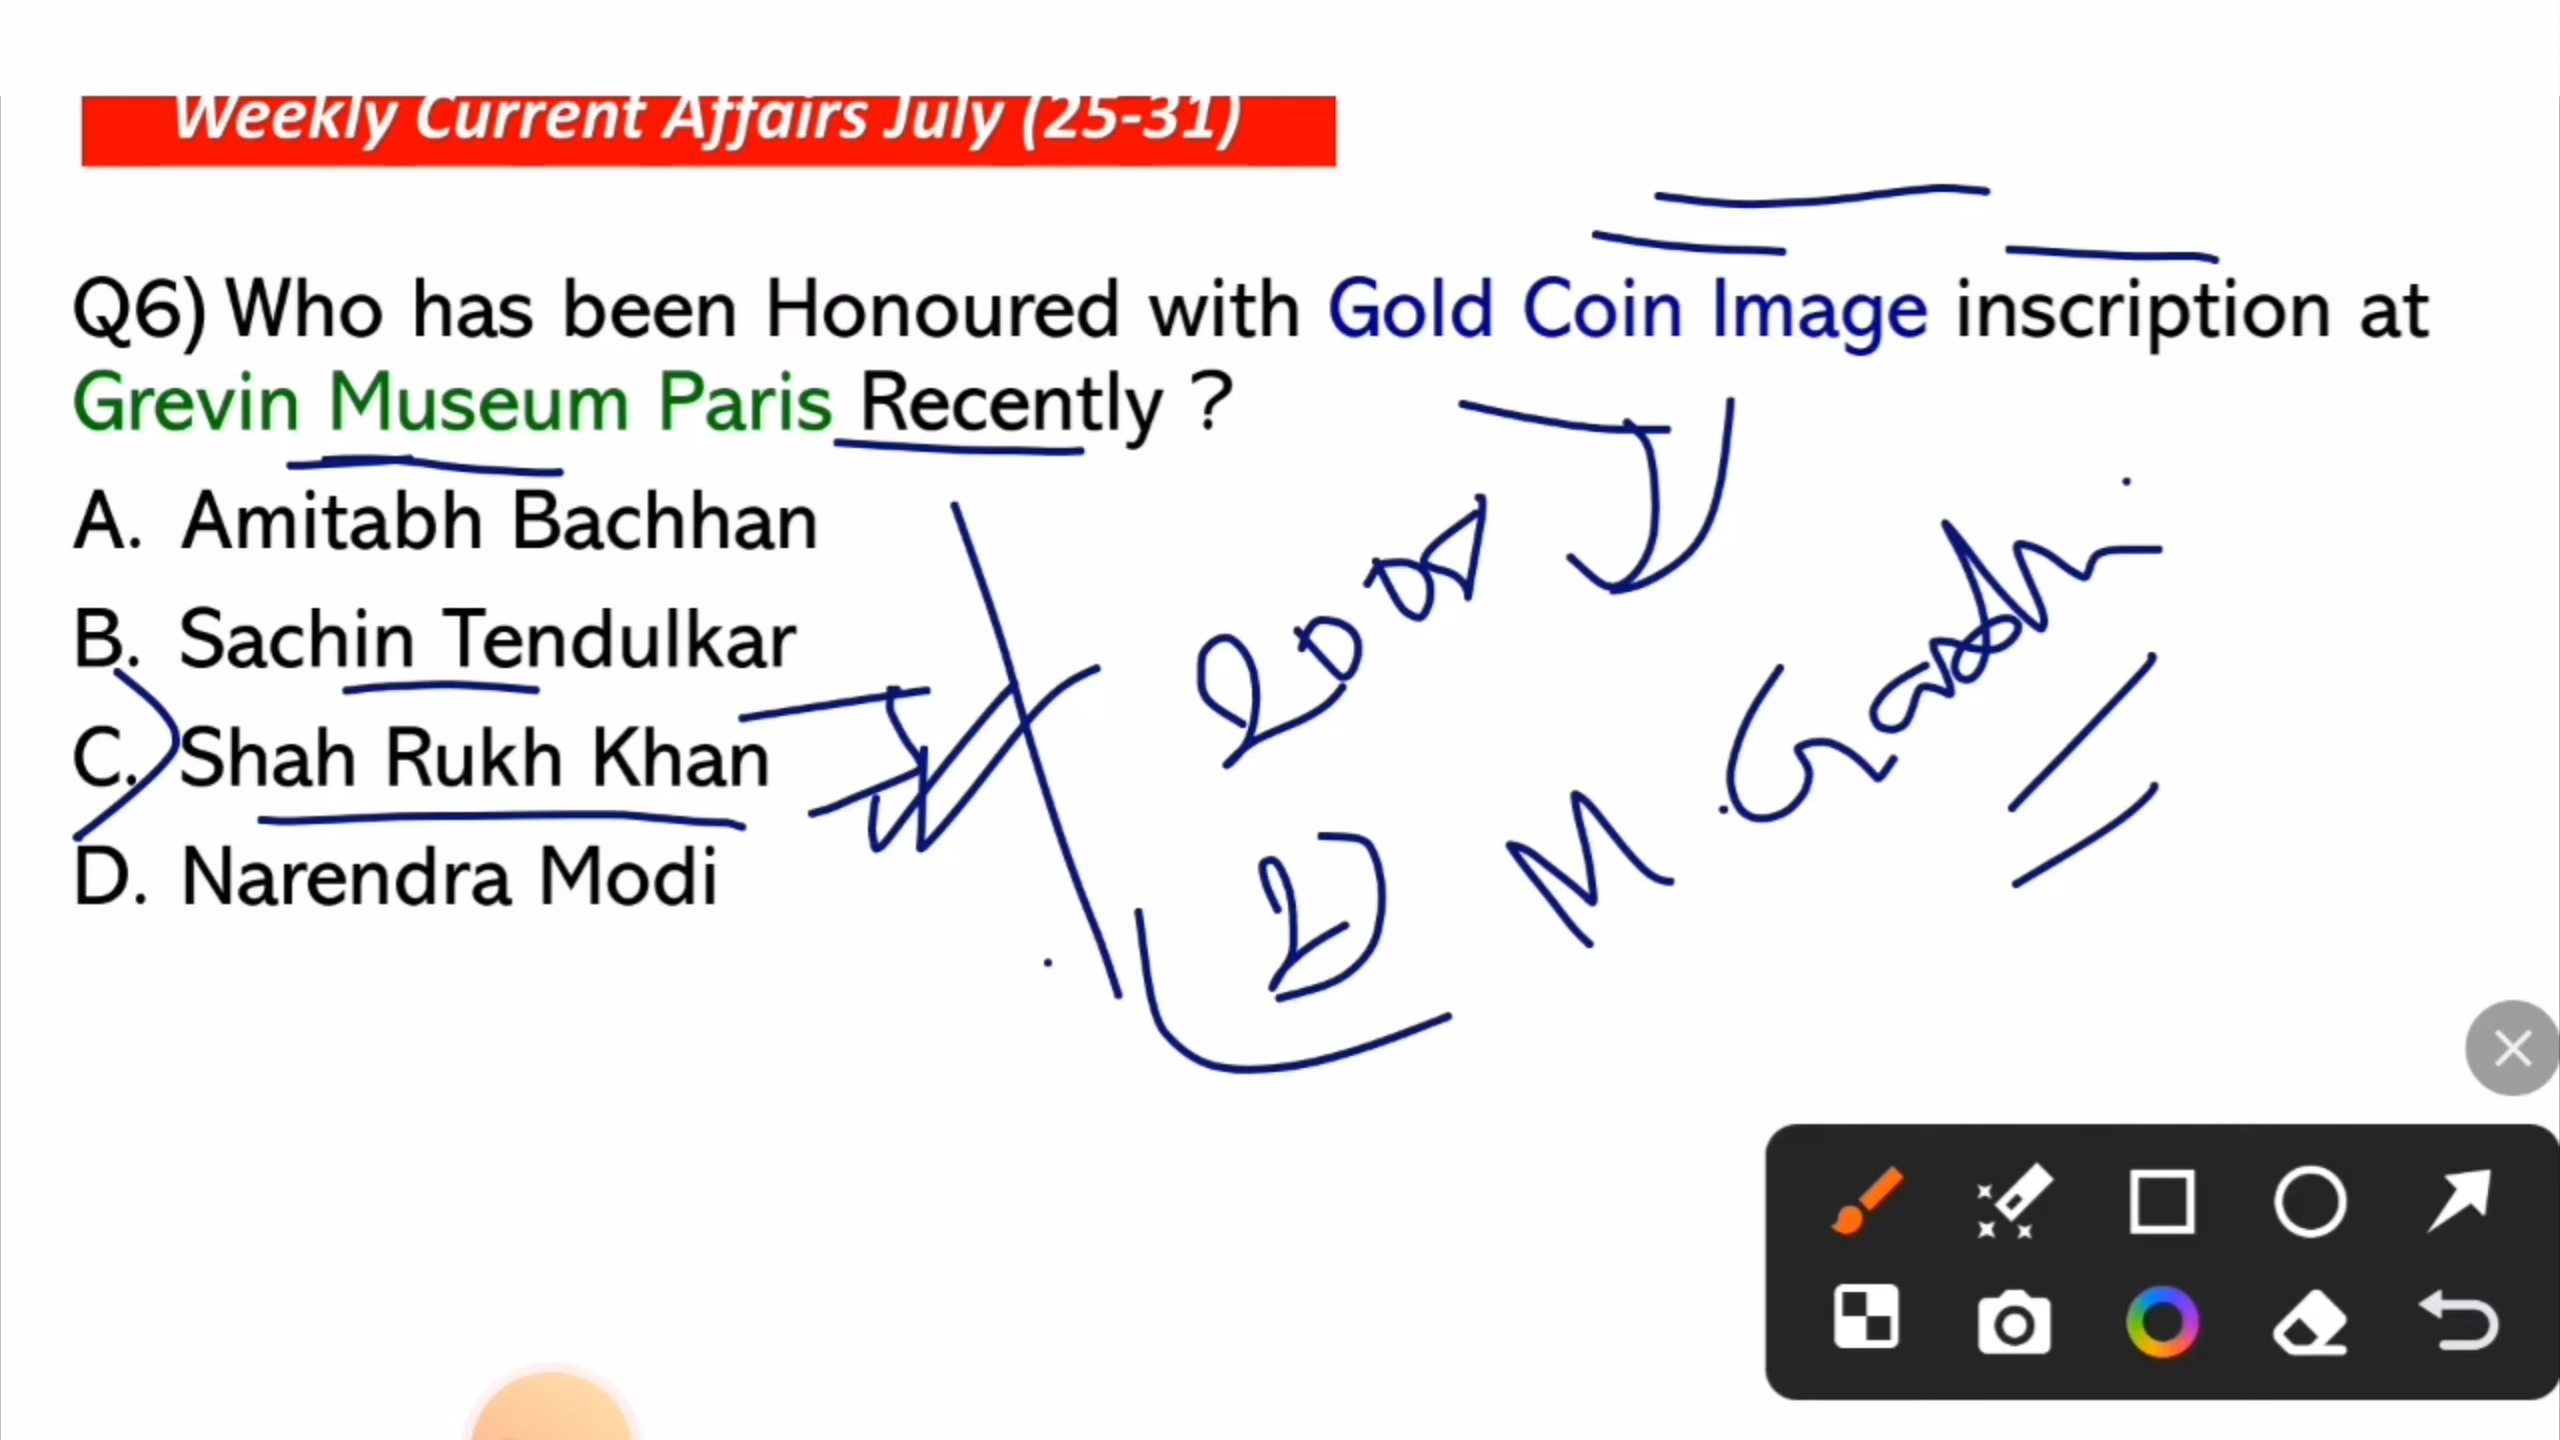 Weekly Current Affairs July (25-31)
Q6) Who has been Honoured with Gold Coin Image inscription at
Grevin Museum Paris Recently ?
A. Amitabh Bachhan
B. Sachin Tendulkar
C. Shah Rukh Khan
D. Narendra Modi
2)
M. Gandhi